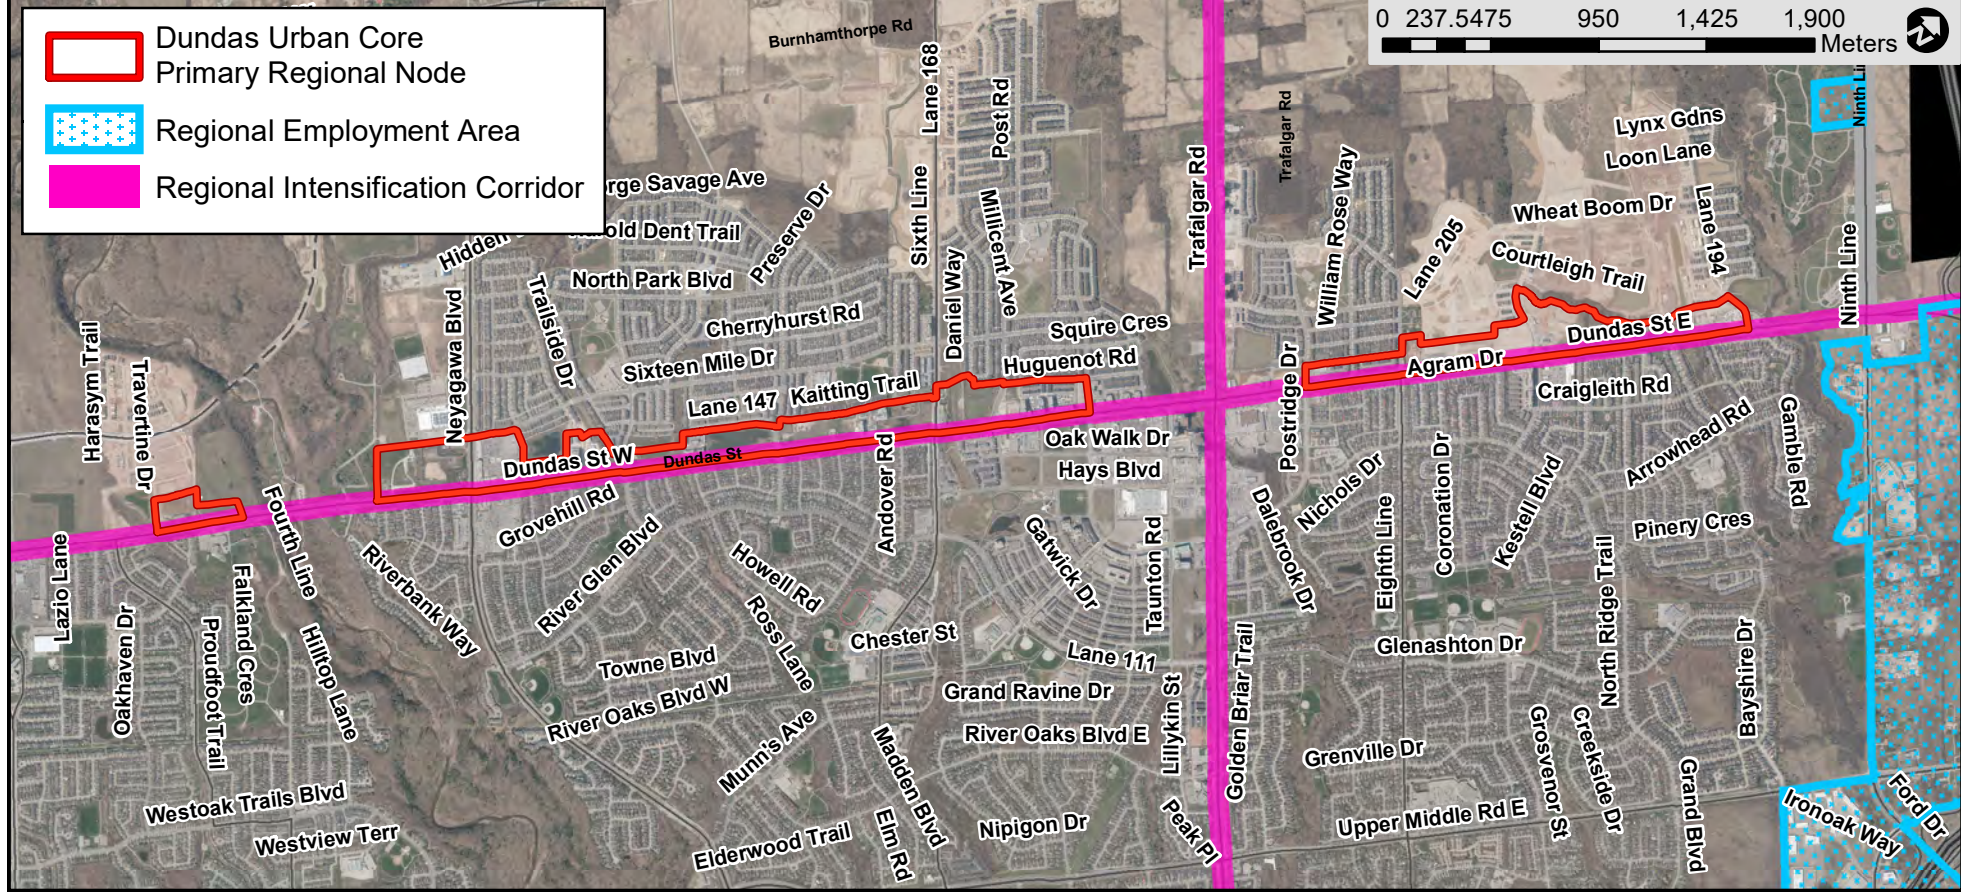 Dundas Urban Core
Primary Regional Node
Regional Employment Area
Regional Intensification Corridor
0 237.5475 950 1,425 1,900
Meters
Burnhamthorpe Rd
Lane 168
Post Rd
Trafalgar Rd
Ninth Li
Lynx Gdns
Loon Lane
orge Savage Ave
Preserve Dr
Sixth Line
Millicent Ave
Trafalgar Rd
William Rose Way
Wheat Boom Dr
Lane 194
Lane 205
Courtleigh Trail
Ninth Line
Hidden
old Dent Trail
North Park Blvd
Trailside Dr
Neyagawa Blvd
Cherryhurst Rd
Daniel Way
Squire Cres
Huguenot Rd
Sixteen Mile Dr
Lane 147
Kaitting Trail
Harasym Trail
Travertine Dr
Postridge Dr
Agram Dr
Dundas St E
Craigleith Rd
Dundas St W
Dundas St
Andover Rd
Oak Walk Dr
Hays Blvd
Arrowhead Rd
Gamble Rd
Fourth Line
Grovehill Rd
River Glen Blvd
Nichols Dr
Coronation Dr
Kestell Blvd
Pinery Cres
Lazio Lane
Riverbank Way
Howell Rd
Gatwick Dr
Taunton Rd
Dalebrook Dr
Eighth Line
North Ridge Trail
Oakhaven Dr
Proudfoot Trail
Falkland Cres
Hilltop Lane
Towne Blvd
Ross Lane
Chester St
Lane 111
Glenashton Dr
Bayshire Dr
River Oaks Blvd W
Grand Ravine Dr
River Oaks Blvd E
Lillykin St
Golden Briar Trail
Munn's Ave
Madden Blvd
Grenville Dr
Grosvenor St
Creekside Dr
Grand Blvd
Westoak Trails Blvd
Westview Terr
Elderwood Trail
Elm Rd
Nipigon Dr
Peak Pl
Upper Middle Rd E
Ironoak Way
Ford Dr